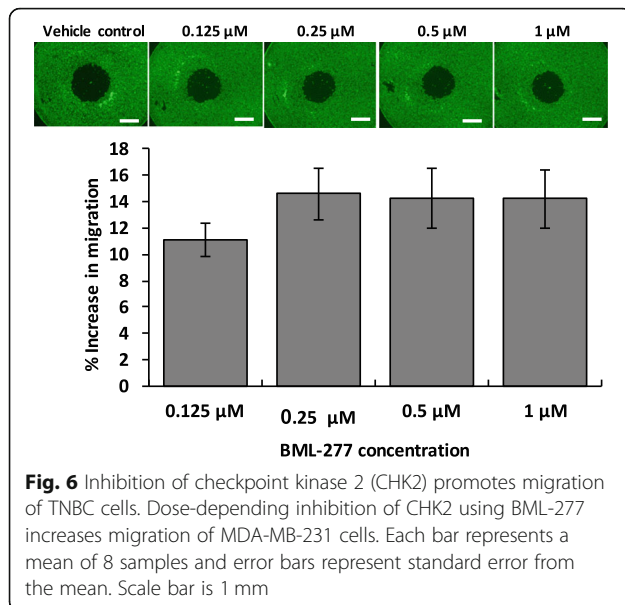 Vehicle control 0.125 µM 0.25 µM 0.5 µM 1 µM
18
16
14
12
10
8
6
4
2
0
% Increase in migration
0.125 µM 0.25 µM 0.5 µM 1 µM
BML-277 concentration
Fig. 6 Inhibition of checkpoint kinase 2 (CHK2) promotes migration
of TNBC cells. Dose-depending inhibition of CHK2 using BML-277
increases migration of MDA-MB-231 cells. Each bar represents a
mean of 8 samples and error bars represent standard error from
the mean. Scale bar is 1 mm